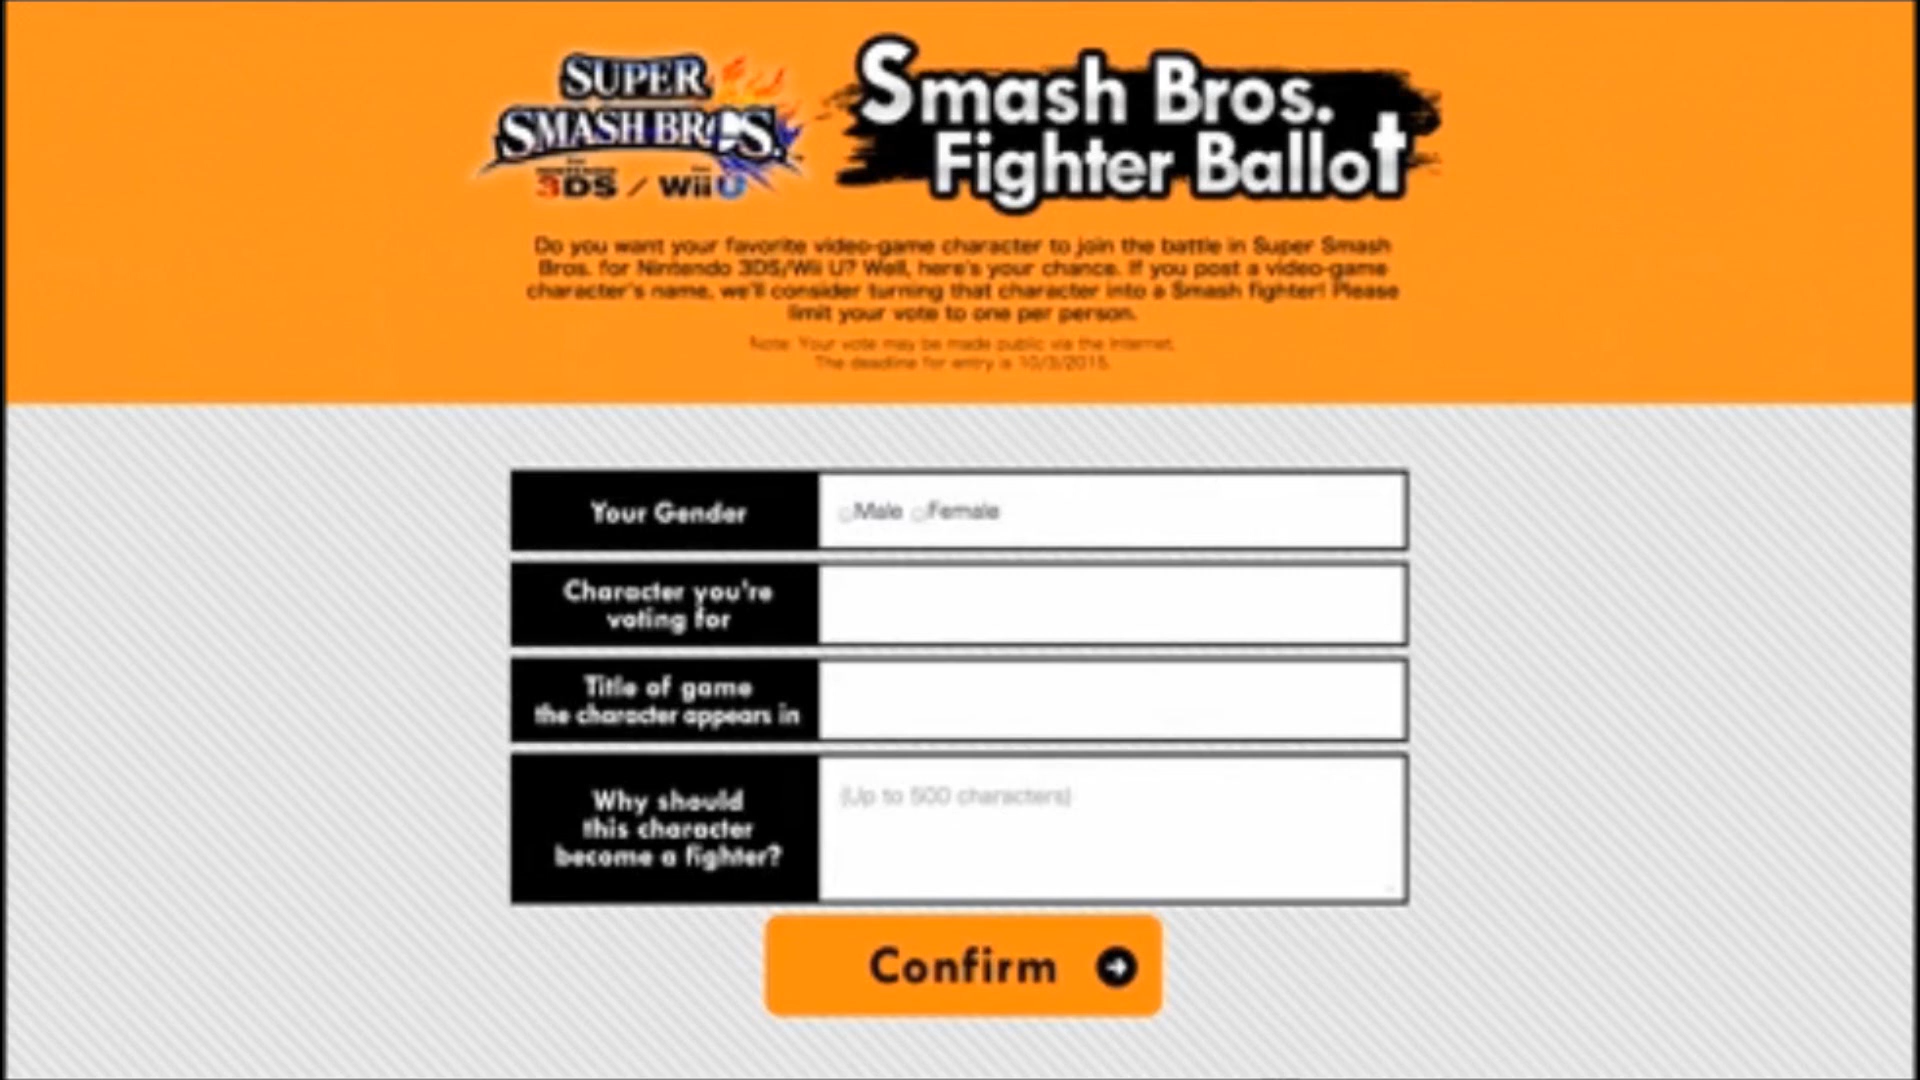 SUPER
SMASH BROS.
for
NINTENDO
for
3DS / Wii U
Smash Bros.
Fighter Ballot
Do you want your favorite video-game character to join the battle in Super Smash
Bros. for Nintendo 3DS/Wii U? Well, here's your chance. If you post a video-game
character's name, we'll consider turning that character into a Smash fighter! Please
limit your vote to one per person.
Note: Your vote may be made public via the Internet.
The deadline for entry is 10/3/2015.
Your Gender
Male Female
Character you're
voting for
Title of game
the character appears in
Why should
this character
become a fighter?
(Up to 500 characters)
Confirm